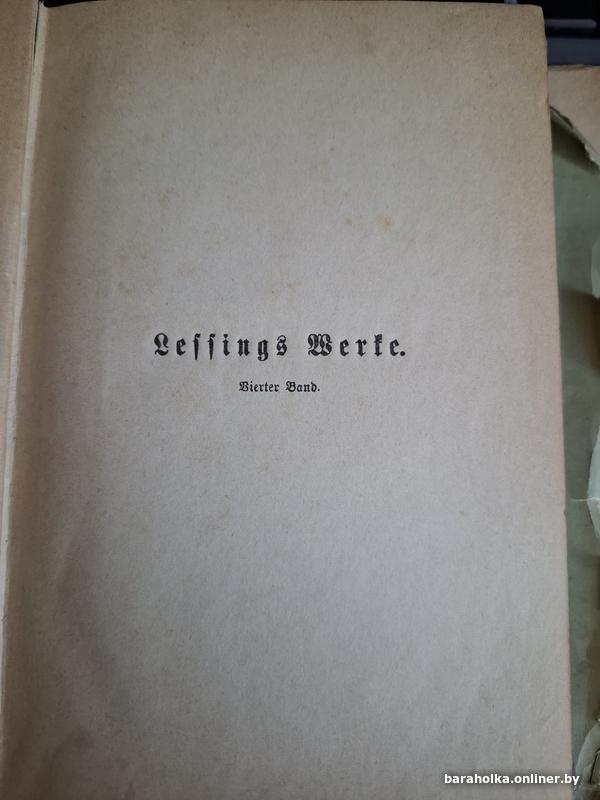 Leſſings Werke.
Vierter Band.
baraholka.onliner.by